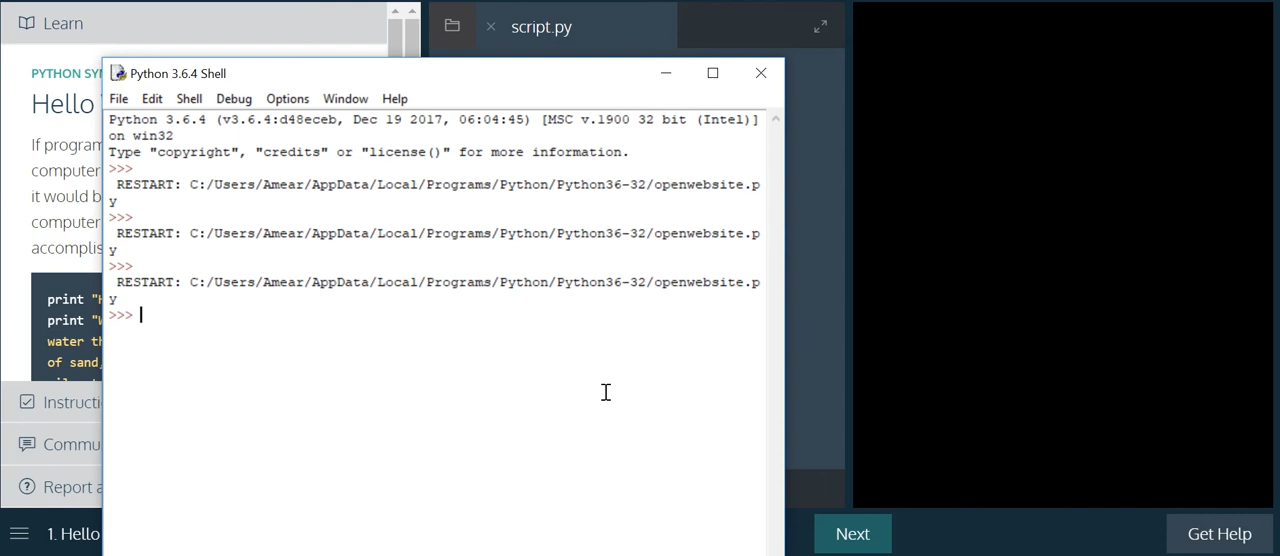 Learn
script.py
PYTHON SYN
Hello
If program
computer
it would b
computer
accomplis
print "H
print "W
water th
of sand,
Instructi
Commu
Report a
1. Hello
Next
Get Help
Python 3.6.4 Shell
File Edit Shell Debug Options Window Help
Python 3.6.4 (v3.6.4:d48eceb, Dec 19 2017, 06:04:45) [MSC v.1900 32 bit (Intel)]
on win32
Type "copyright", "credits" or "license()" for more information.
>>>
RESTART: C:/Users/Amear/AppData/Local/Programs/Python/Python36-32/openwebsite.p
y
>>>
RESTART: C:/Users/Amear/AppData/Local/Programs/Python/Python36-32/openwebsite.p
y
>>>
RESTART: C:/Users/Amear/AppData/Local/Programs/Python/Python36-32/openwebsite.p
y
>>>